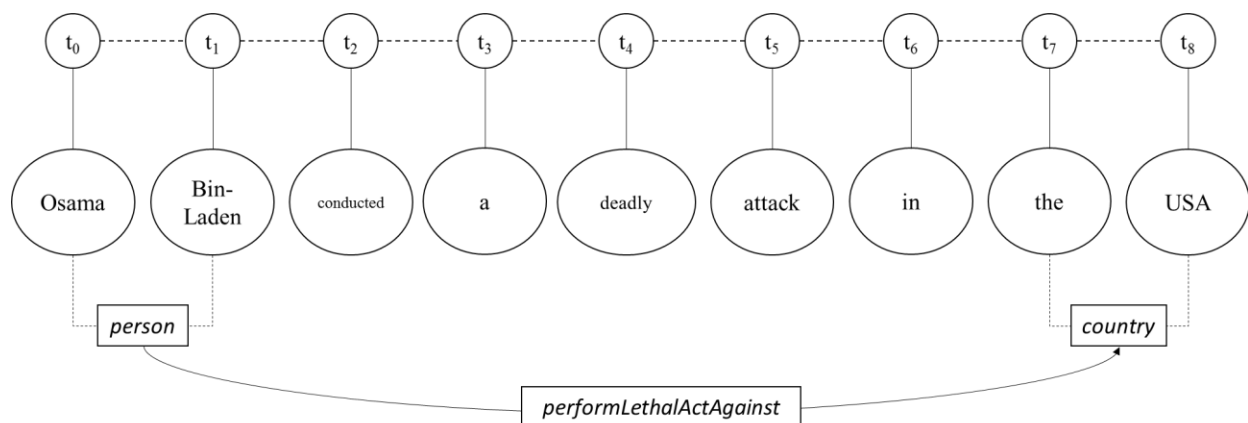 t₀ t₁ t₂ t₃ t₄ t₅ t₆ t₇ t₈
Osama Bin-Laden conducted a deadly attack in the USA
person country
performLethalActAgainst